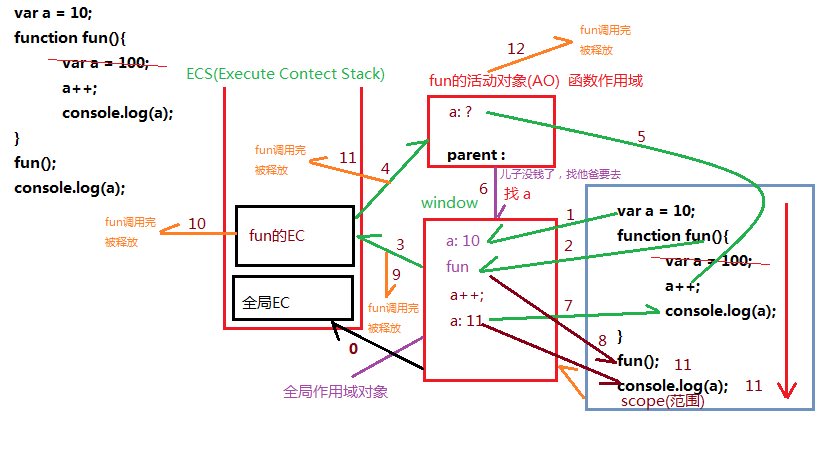 var a = 10;
function fun(){
var a = 100;
a++;
console.log(a);
}
fun();
console.log(a);
ECS(Execute Contect Stack)
12
fun调用完
被释放
fun的活动对象(AO) 函数作用域
a: ?
parent :
5
fun调用完
被释放
11
4
儿子没钱了，找他爸要去
6
找 a
window
fun调用完
被释放
10
fun的EC
全局EC
3
9
fun调用完
被释放
0
a: 10
fun
a++;
a: 11
1
2
7
8
全局作用域对象
var a = 10;
function fun(){
var a = 100;
a++;
console.log(a);
}
fun();
11
console.log(a);
11
scope(范围)